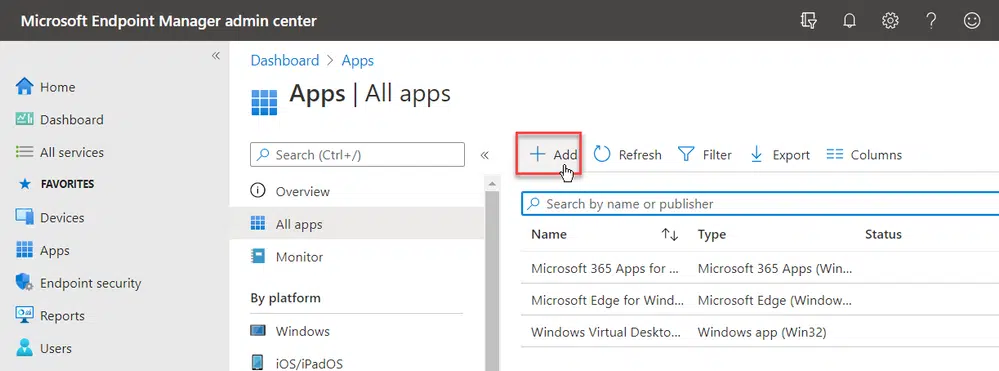 Microsoft Endpoint Manager admin center
«
Home
Dashboard
All services
FAVORITES
Devices
Apps
Endpoint security
Reports
Users
Dashboard > Apps
Apps | All apps
Search (Ctrl+/)
«
Overview
All apps
Monitor
By platform
Windows
iOS/iPadOS
+ Add Refresh Filter Export Columns
Search by name or publisher
Name ↑↓ Type Status
Microsoft 365 Apps for ... Microsoft 365 Apps (Win...
Microsoft Edge for Wind... Microsoft Edge (Window...
Windows Virtual Deskto... Windows app (Win32)